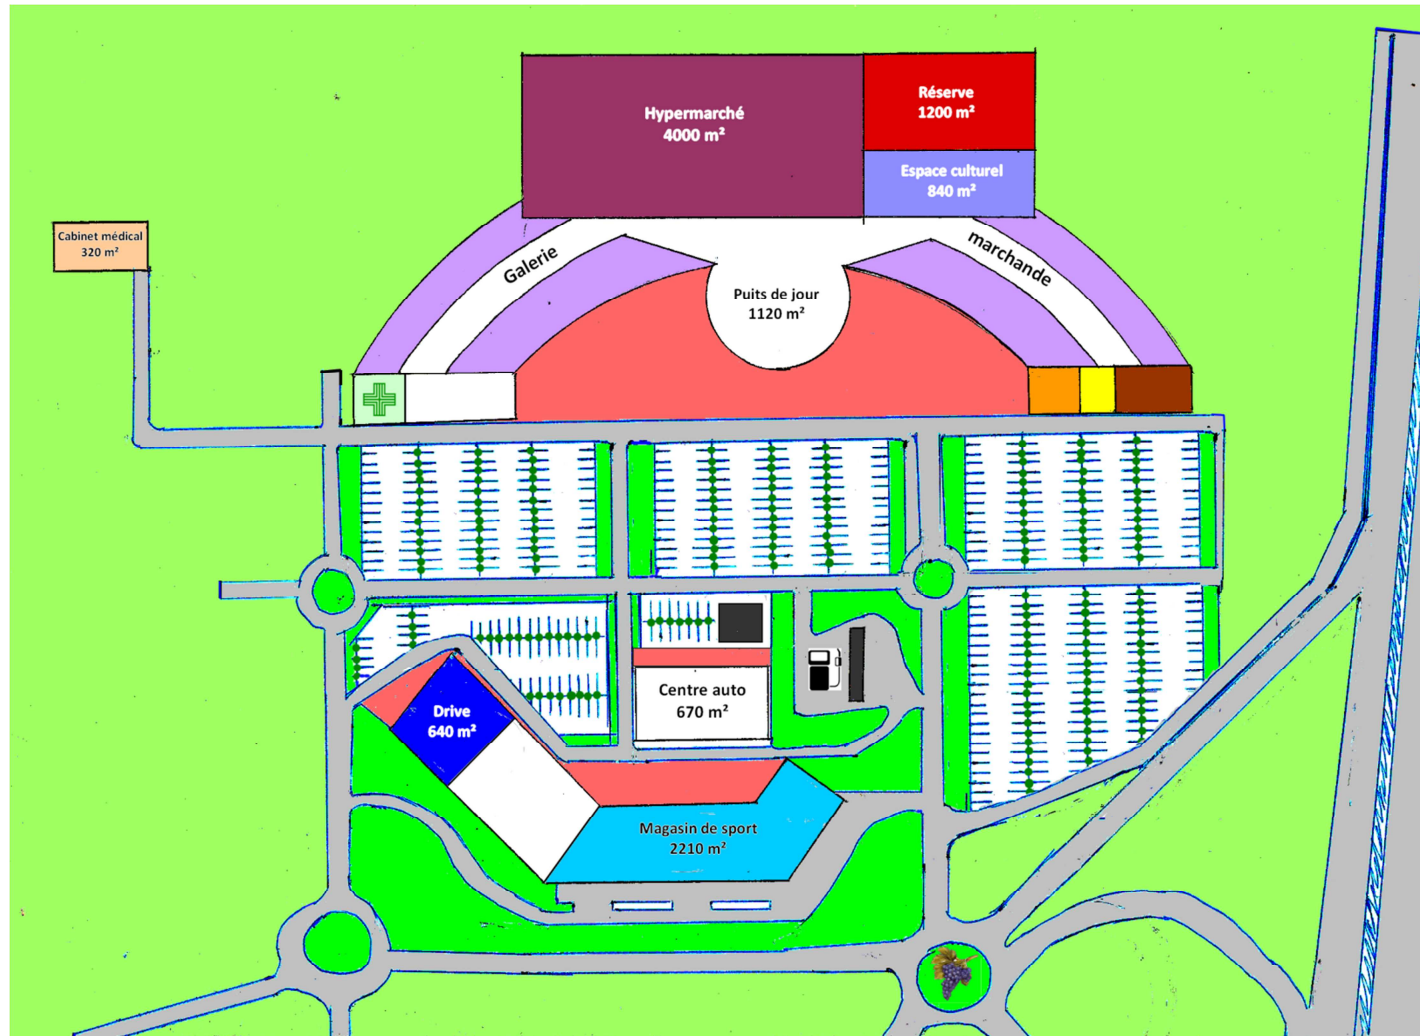 Hypermarché
4000 m²
Réserve
1200 m²
Espace culturel
840 m²
Cabinet médical
320 m²
Galerie
marchande
Puits de jour
1120 m²
Centre auto
670 m²
Drive
640 m²
Magasin de sport
2210 m²